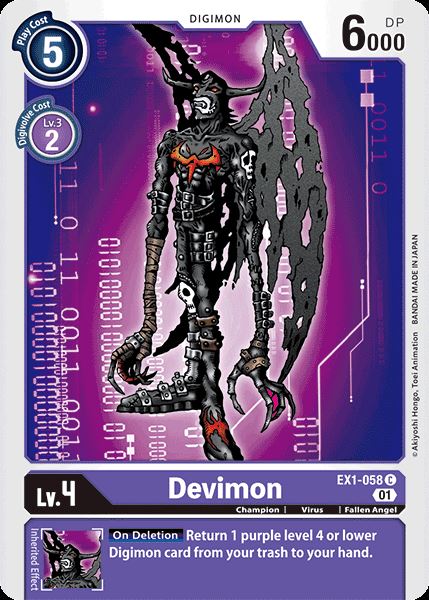 DIGIMON
Play Cost
5
DP
6000
Digivolve Cost
Lv.3
2
© Akiyoshi Hongo, Toei Animation BANDAI MADE IN JAPAN
Lv.4
Devimon
EX1-058 C
01
Champion | Virus | Fallen Angel
Inherited Effect
On Deletion Return 1 purple level 4 or lower
Digimon card from your trash to your hand.